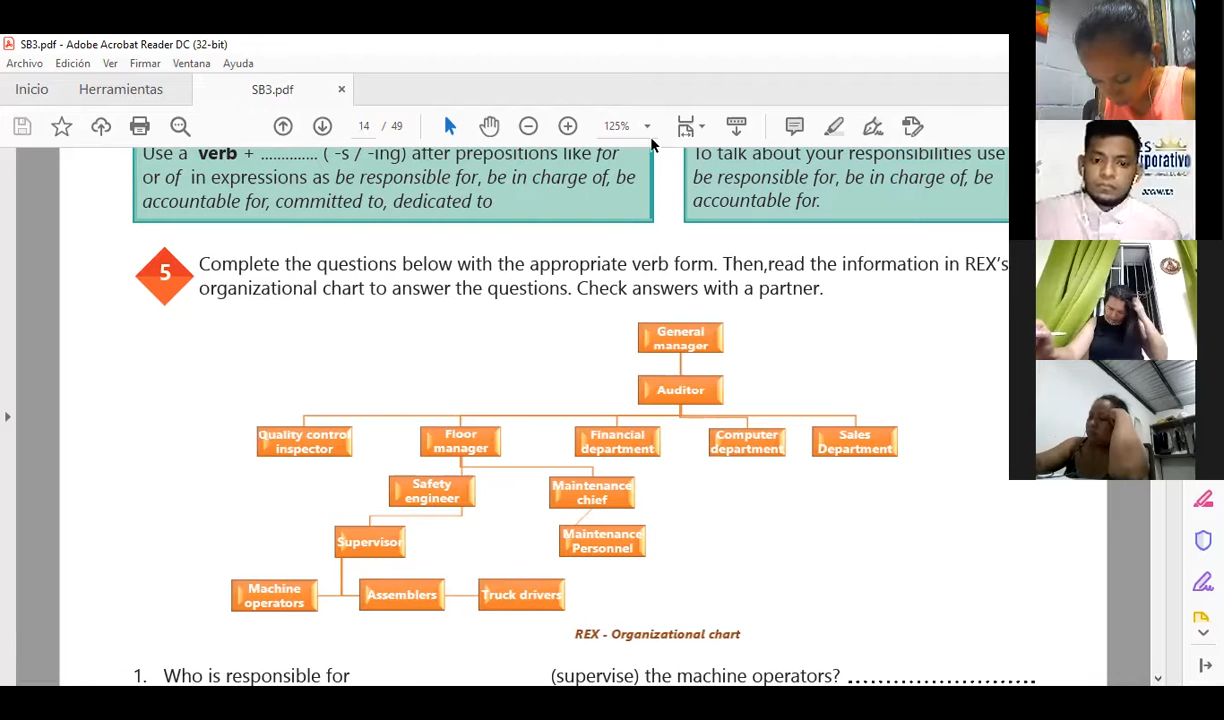 SB3.pdf - Adobe Acrobat Reader DC (32-bit)
Archivo Edición Ver Firmar Ventana Ayuda
Inicio Herramientas SB3.pdf ×
14 / 49 125%
Use a verb + ............. ( -s / -ing) after prepositions like for
or of in expressions as be responsible for, be in charge of, be
accountable for, committed to, dedicated to
To talk about your responsibilities use
be responsible for, be in charge of, be
accountable for.
5
Complete the questions below with the appropriate verb form. Then,read the information in REX's
organizational chart to answer the questions. Check answers with a partner.
General
manager
Auditor
Quality control
inspector
Floor
manager
Financial
department
Computer
department
Sales
Department
Safety
engineer
Maintenance
chief
Supervisor
Maintenance
Personnel
Machine
operators
Assemblers
Truck drivers
REX - Organizational chart
1. Who is responsible for (supervise) the machine operators? ..............................